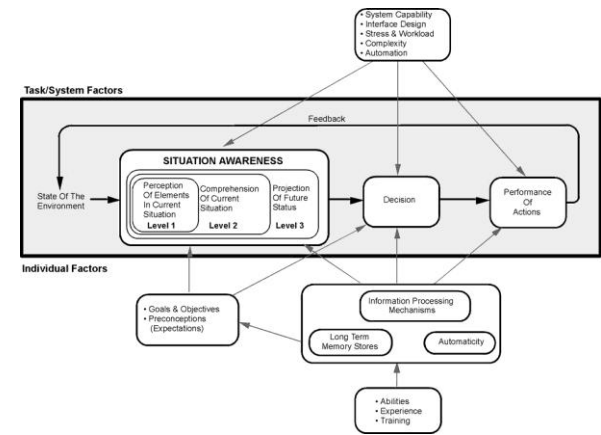 • System Capability
• Interface Design
• Stress & Workload
• Complexity
• Automation
Task/System Factors
Feedback
SITUATION AWARENESS
State Of The
Environment
Perception
Of Elements
In Current
Situation
Level 1
Comprehension
Of Current
Situation
Level 2
Projection
Of Future
Status
Level 3
Decision
Performance
Of
Actions
Individual Factors
• Goals & Objectives
• Preconceptions
(Expectations)
Information Processing
Mechanisms
Long Term
Memory Stores
Automaticity
• Abilities
• Experience
• Training